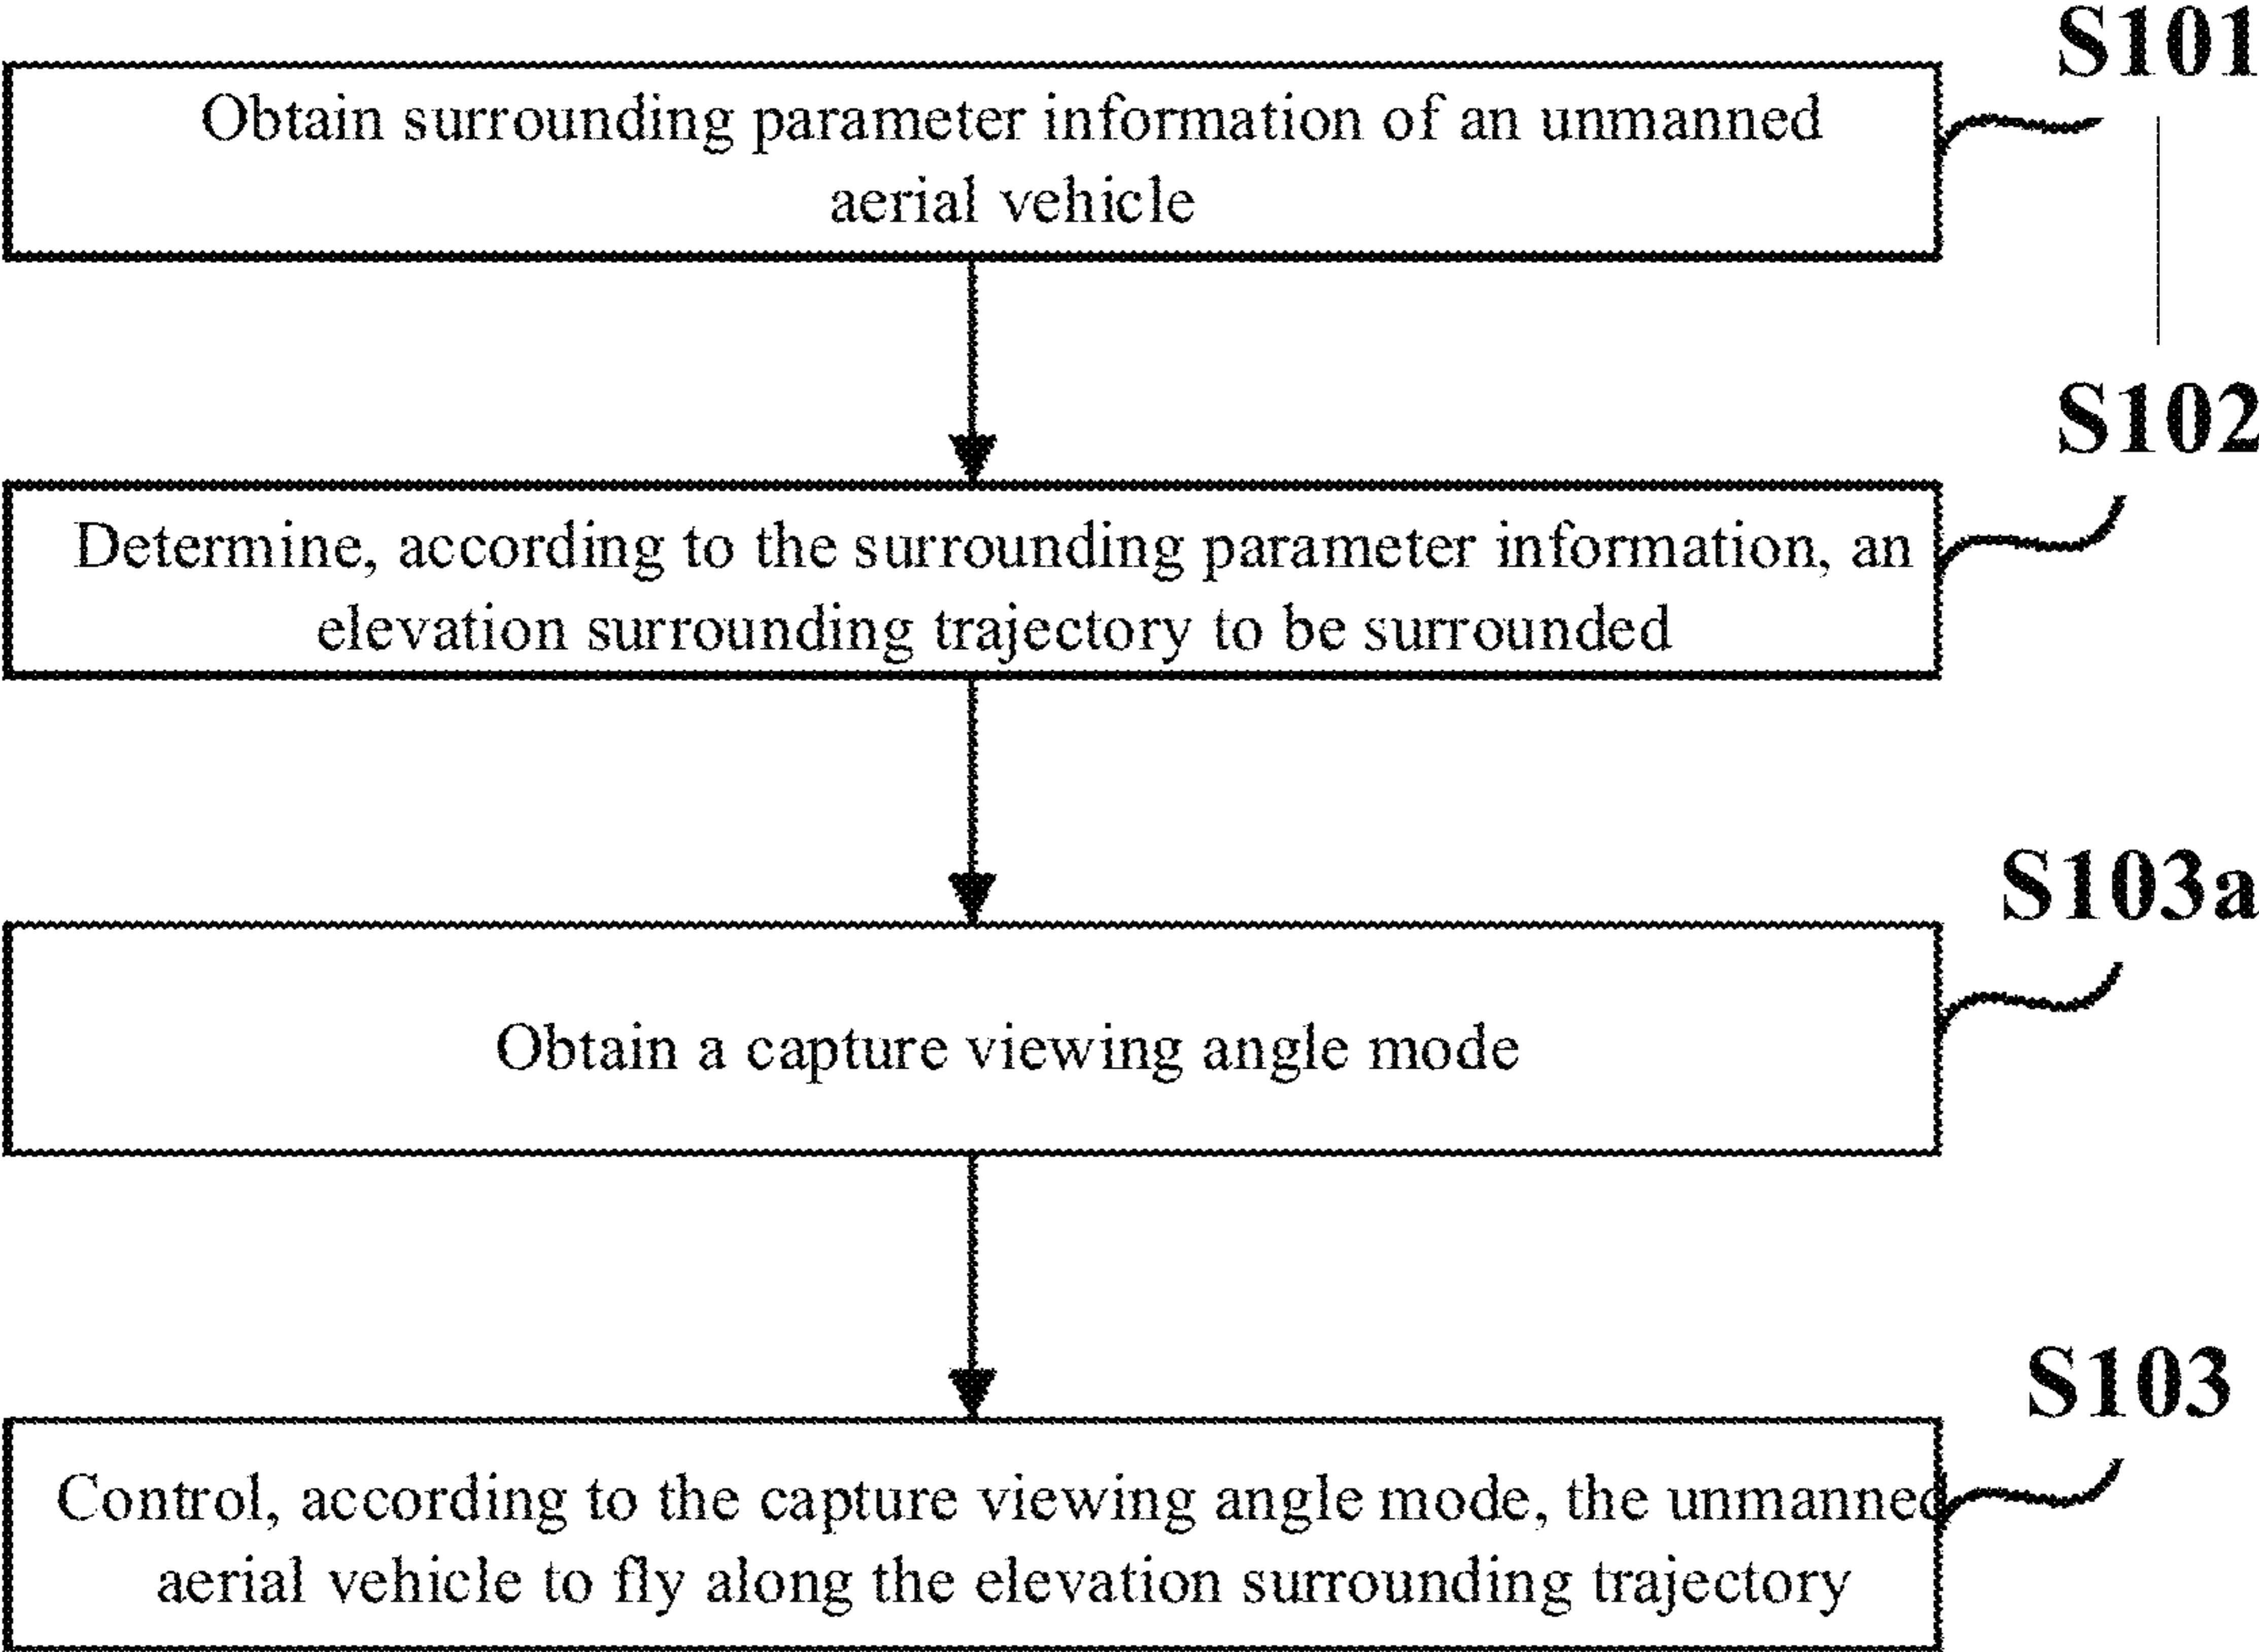 S101
Obtain surrounding parameter information of an unmanned
aerial vehicle
S102
Determine, according to the surrounding parameter information, an
elevation surrounding trajectory to be surrounded
S103a
Obtain a capture viewing angle mode
S103
Control, according to the capture viewing angle mode, the unmanned
aerial vehicle to fly along the elevation surrounding trajectory